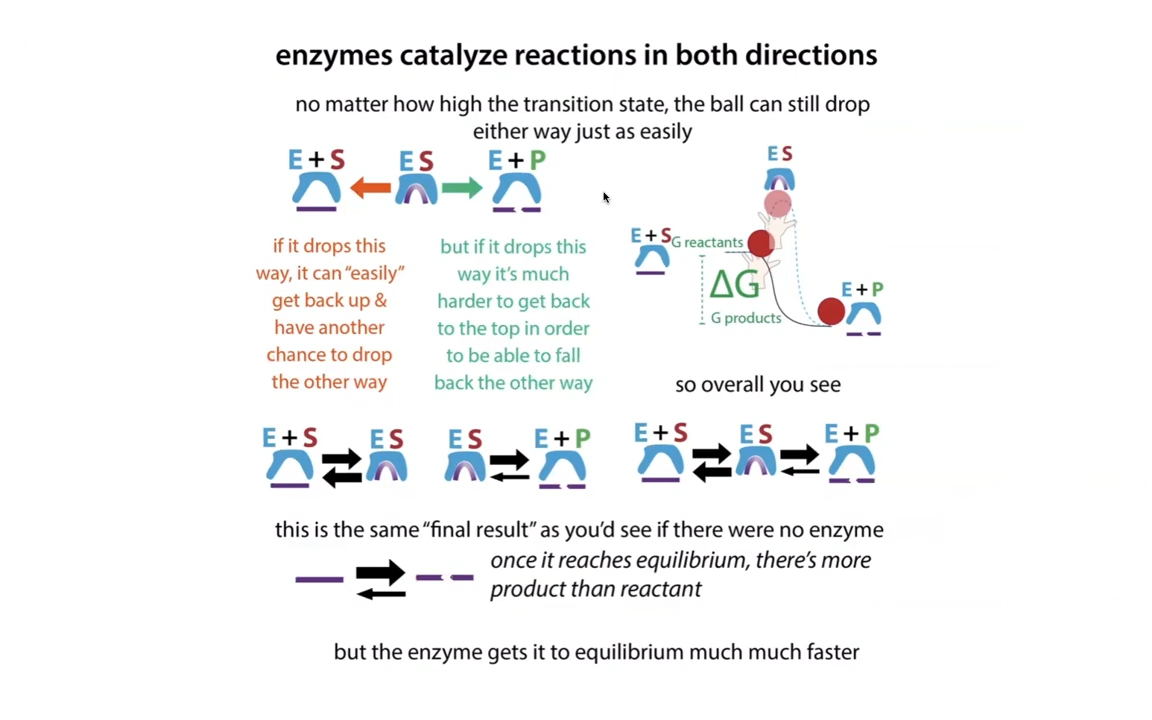 enzymes catalyze reactions in both directions
no matter how high the transition state, the ball can still drop
either way just as easily
E + S
E S
E + P
if it drops this
way, it can “easily”
get back up &
have another
chance to drop
the other way
but if it drops this
way it’s much
harder to get back
to the top in order
to be able to fall
back the other way
E S
E + S
G reactants
ΔG
G products
E + P
so overall you see
E + S
E S
E S
E + P
E + S
E S
E + P
this is the same “final result” as you’d see if there were no enzyme
once it reaches equilibrium, there’s more
product than reactant
but the enzyme gets it to equilibrium much much faster